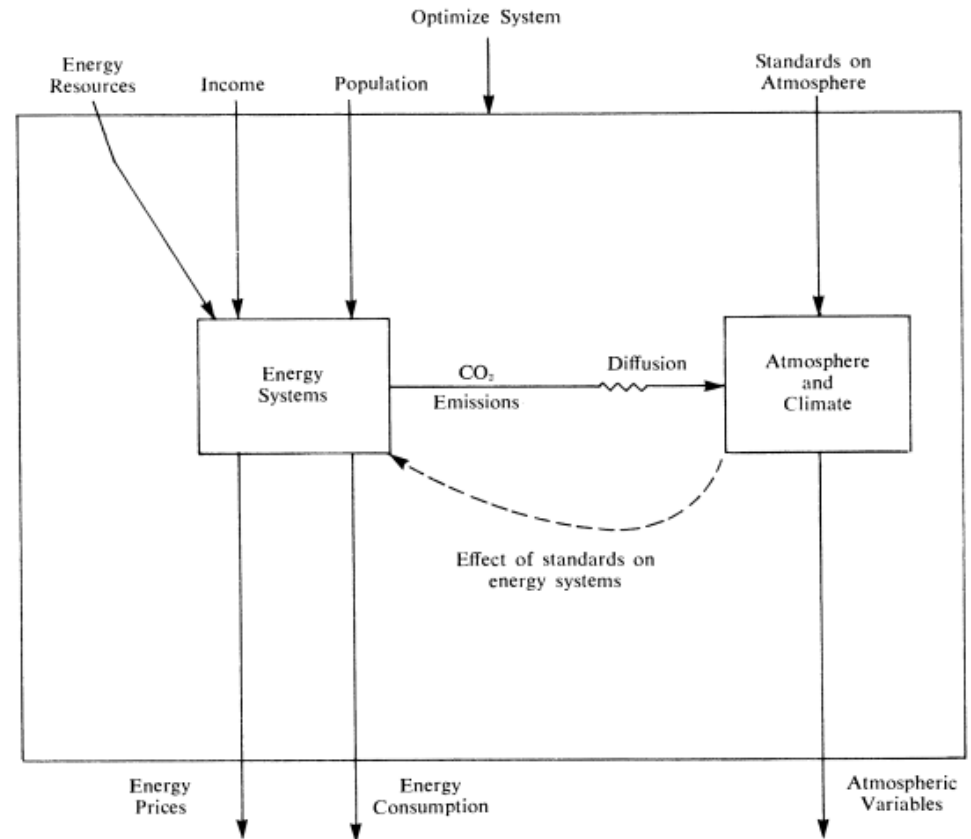 Optimize System
Energy
Resources
Income
Population
Standards on
Atmosphere
Energy
Systems
CO₂
Emissions
Diffusion
Atmosphere
and
Climate
Effect of standards on
energy systems
Energy
Prices
Energy
Consumption
Atmospheric
Variables